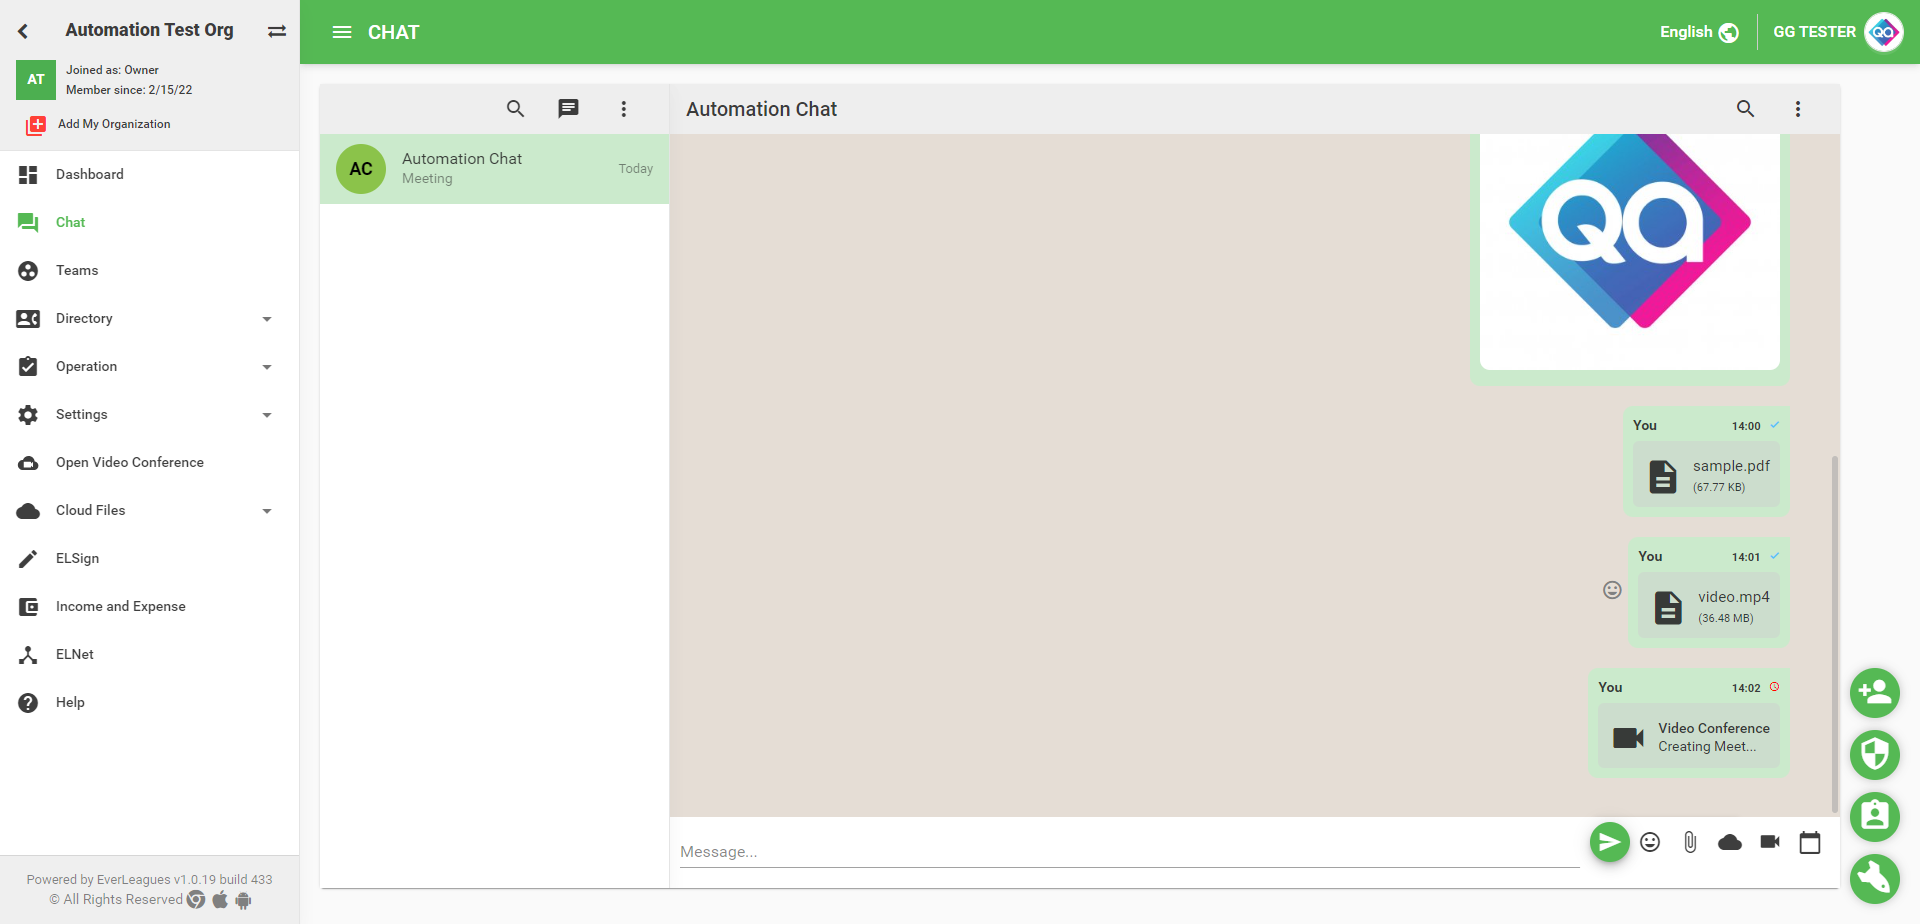 Automation Test Org
AT
Joined as: Owner
Member since: 2/15/22
Add My Organization
Dashboard
Chat
Teams
Directory
Operation
Settings
Open Video Conference
Cloud Files
ELSign
Income and Expense
ELNet
Help
Powered by EverLeagues v1.0.19 build 433
© All Rights Reserved
CHAT
English
GG TESTER
Qa
AC
Automation Chat
Meeting
Today
Automation Chat
Qa
You 14:00
sample.pdf
(67.77 KB)
You 14:01
video.mp4
(36.48 MB)
You 14:02
Video Conference
Creating Meet...
Message...